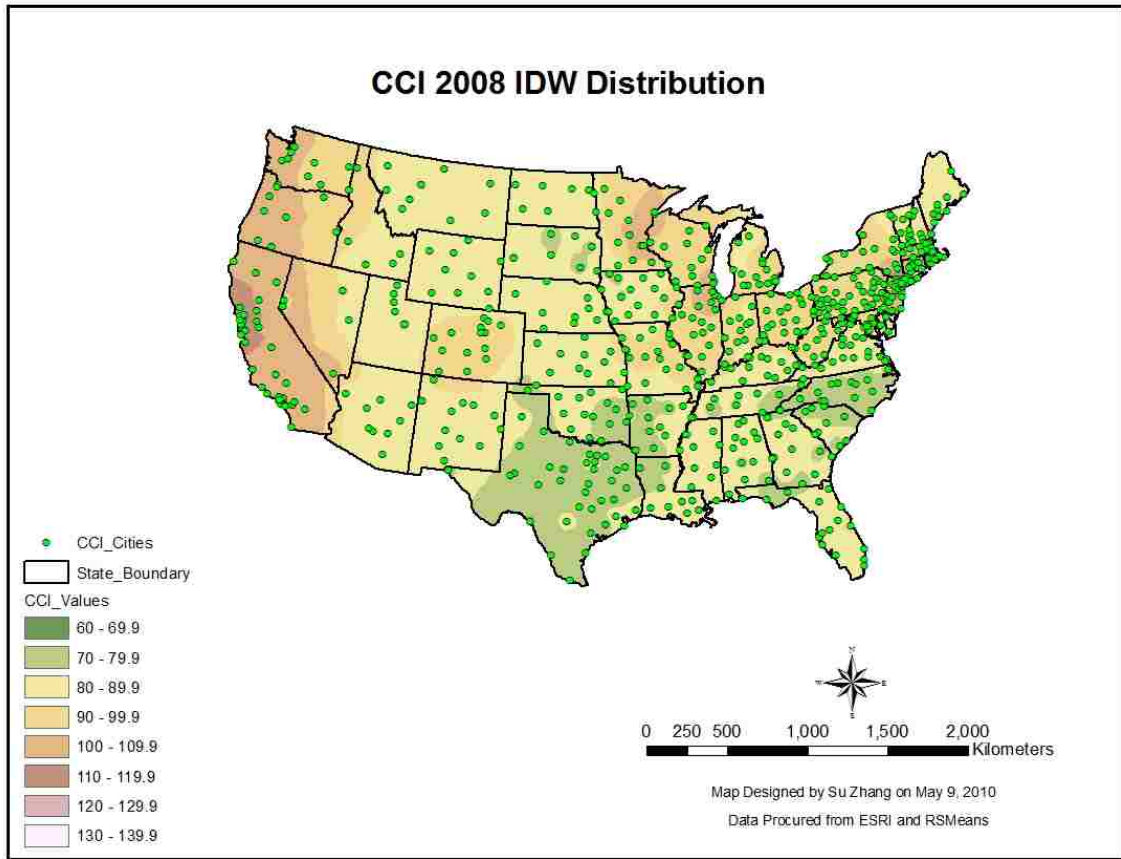 CCI 2008 IDW Distribution
CCI_Cities
State_Boundary
CCI_Values
60 - 69.9
70 - 79.9
80 - 89.9
90 - 99.9
100 - 109.9
110 - 119.9
120 - 129.9
130 - 139.9
N
W E
S
0 250 500 1,000 1,500 2,000
Kilometers
Map Designed by Su Zhang on May 9, 2010
Data Procured from ESRI and RSMeans